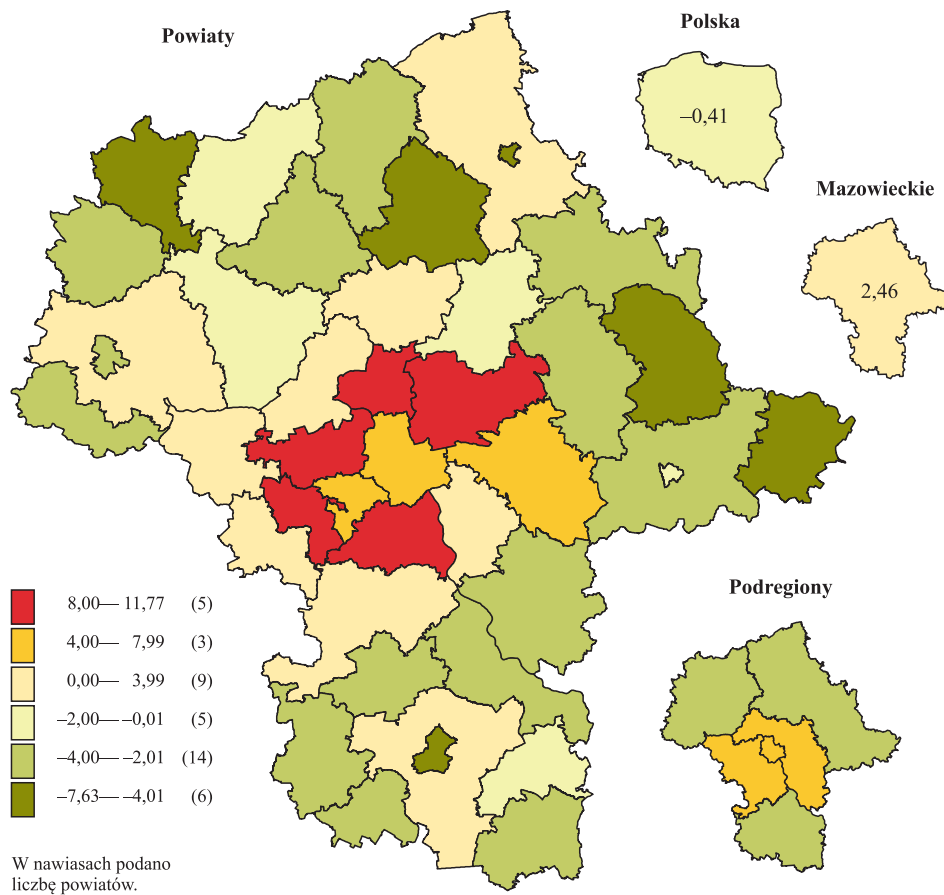 Powiaty
Polska
–0,41
Mazowieckie
2,46
8,00— 11,77 (5)
4,00— 7,99 (3)
0,00— 3,99 (9)
–2,00— –0,01 (5)
–4,00— –2,01 (14)
–7,63— –4,01 (6)
W nawiasach podano
liczbę powiatów.
Podregiony